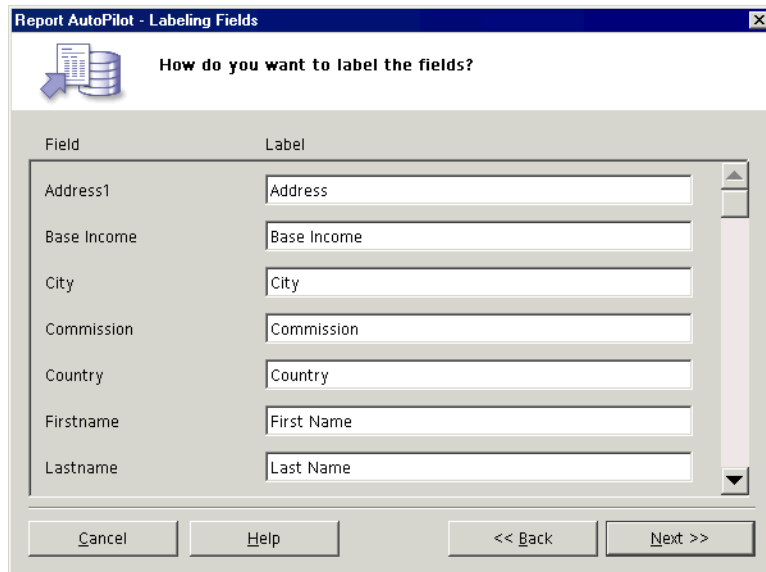 Report AutoPilot - Labeling Fields
How do you want to label the fields?
Field Label
Address1 Address
Base Income Base Income
City City
Commission Commission
Country Country
Firstname First Name
Lastname Last Name
Cancel Help << Back Next >>